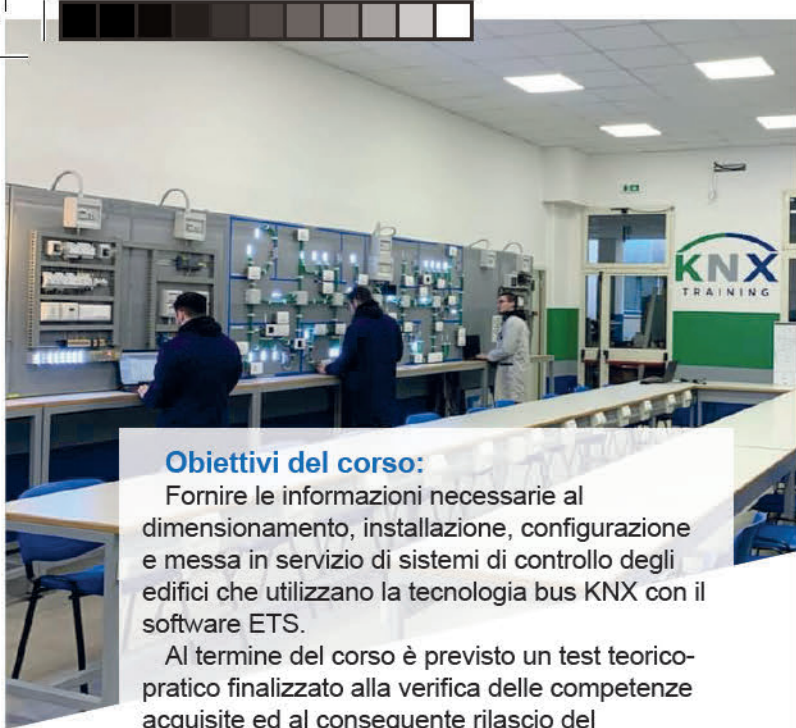 KNX
TRAINING
Obiettivi del corso:
Fornire le informazioni necessarie al
dimensionamento, installazione, configurazione
e messa in servizio di sistemi di controllo degli
edifici che utilizzano la tecnologia bus KNX con il
software ETS.
Al termine del corso è previsto un test teorico-
pratico finalizzato alla verifica delle competenze
acquisite ed al conseguente rilascio del